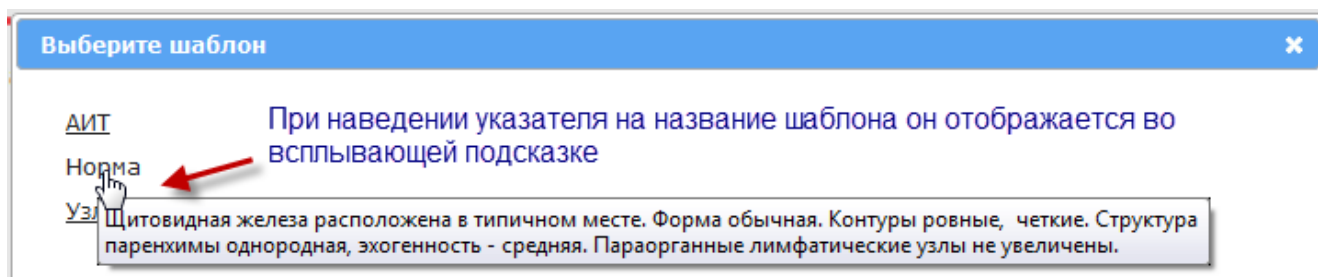 Выберите шаблон
АИТ
При наведении указателя на название шаблона он отображается во
всплывающей подсказке
Норма
Щитовидная железа расположена в типичном месте. Форма обычная. Контуры ровные, четкие. Структура
паренхимы однородная, эхогенность - средняя. Параорганные лимфатические узлы не увеличены.